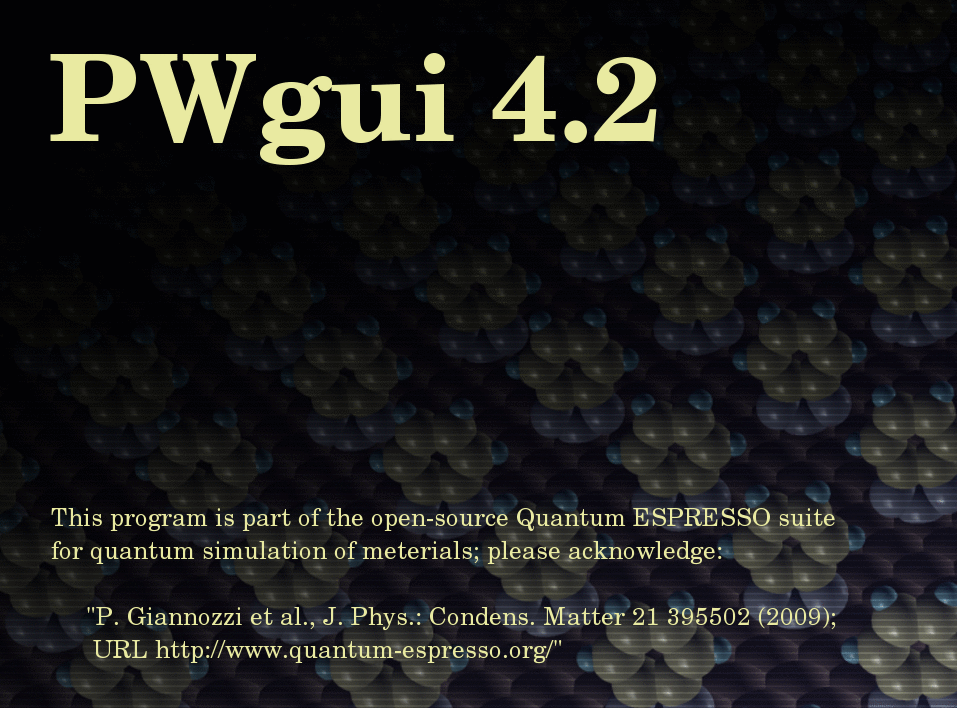 PWgui 4.2
This program is part of the open-source Quantum ESPRESSO suite
for quantum simulation of meterials; please acknowledge:
"P. Giannozzi et al., J. Phys.: Condens. Matter 21 395502 (2009);
URL http://www.quantum-espresso.org/"